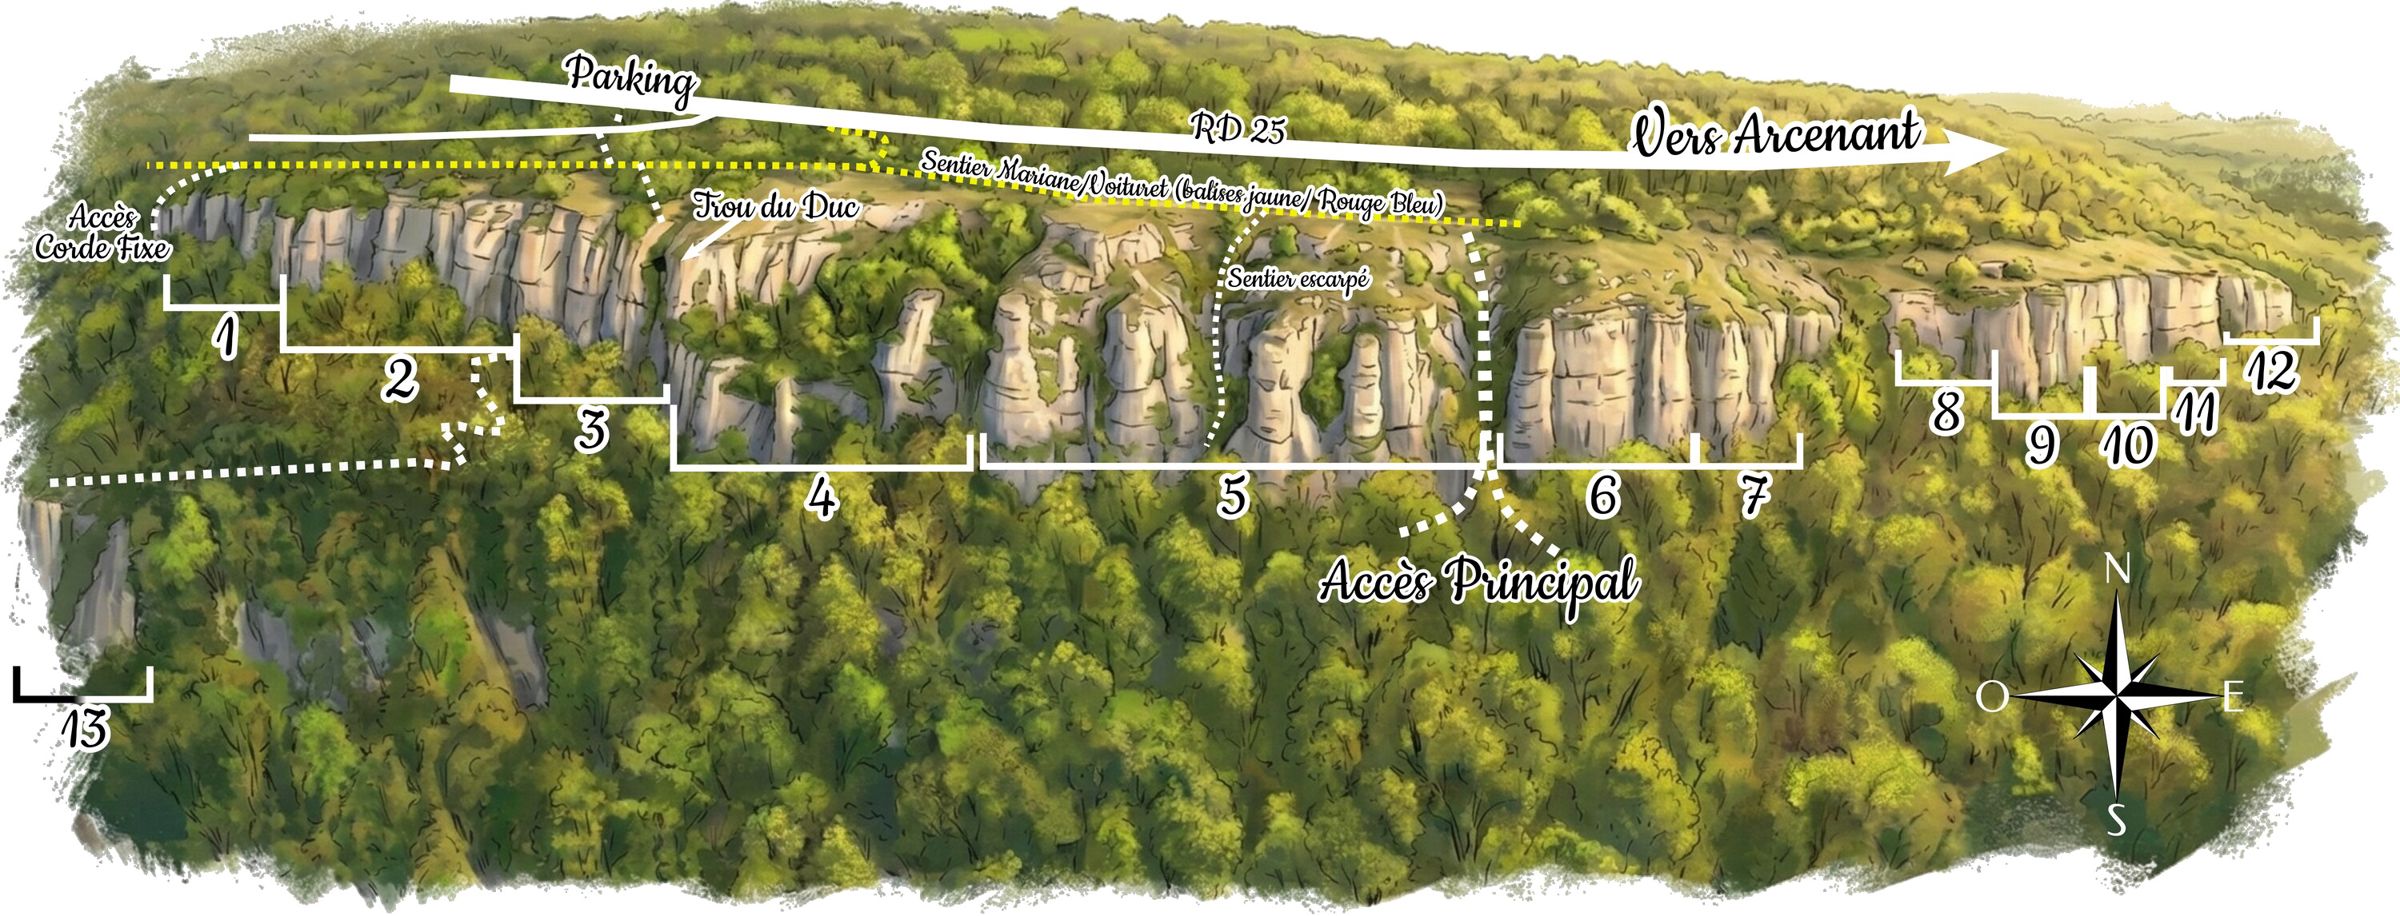 Parking
RD 25
Vers Arcenant
Sentier Mariane/Voituret (balises jaune/ Rouge Bleu)
Trou du Duc
Accès
Corde Fixe
Sentier escarpé
1
2
3
4
5
6
7
8
9
10
11
12
Accès Principal
13
N
O
E
S